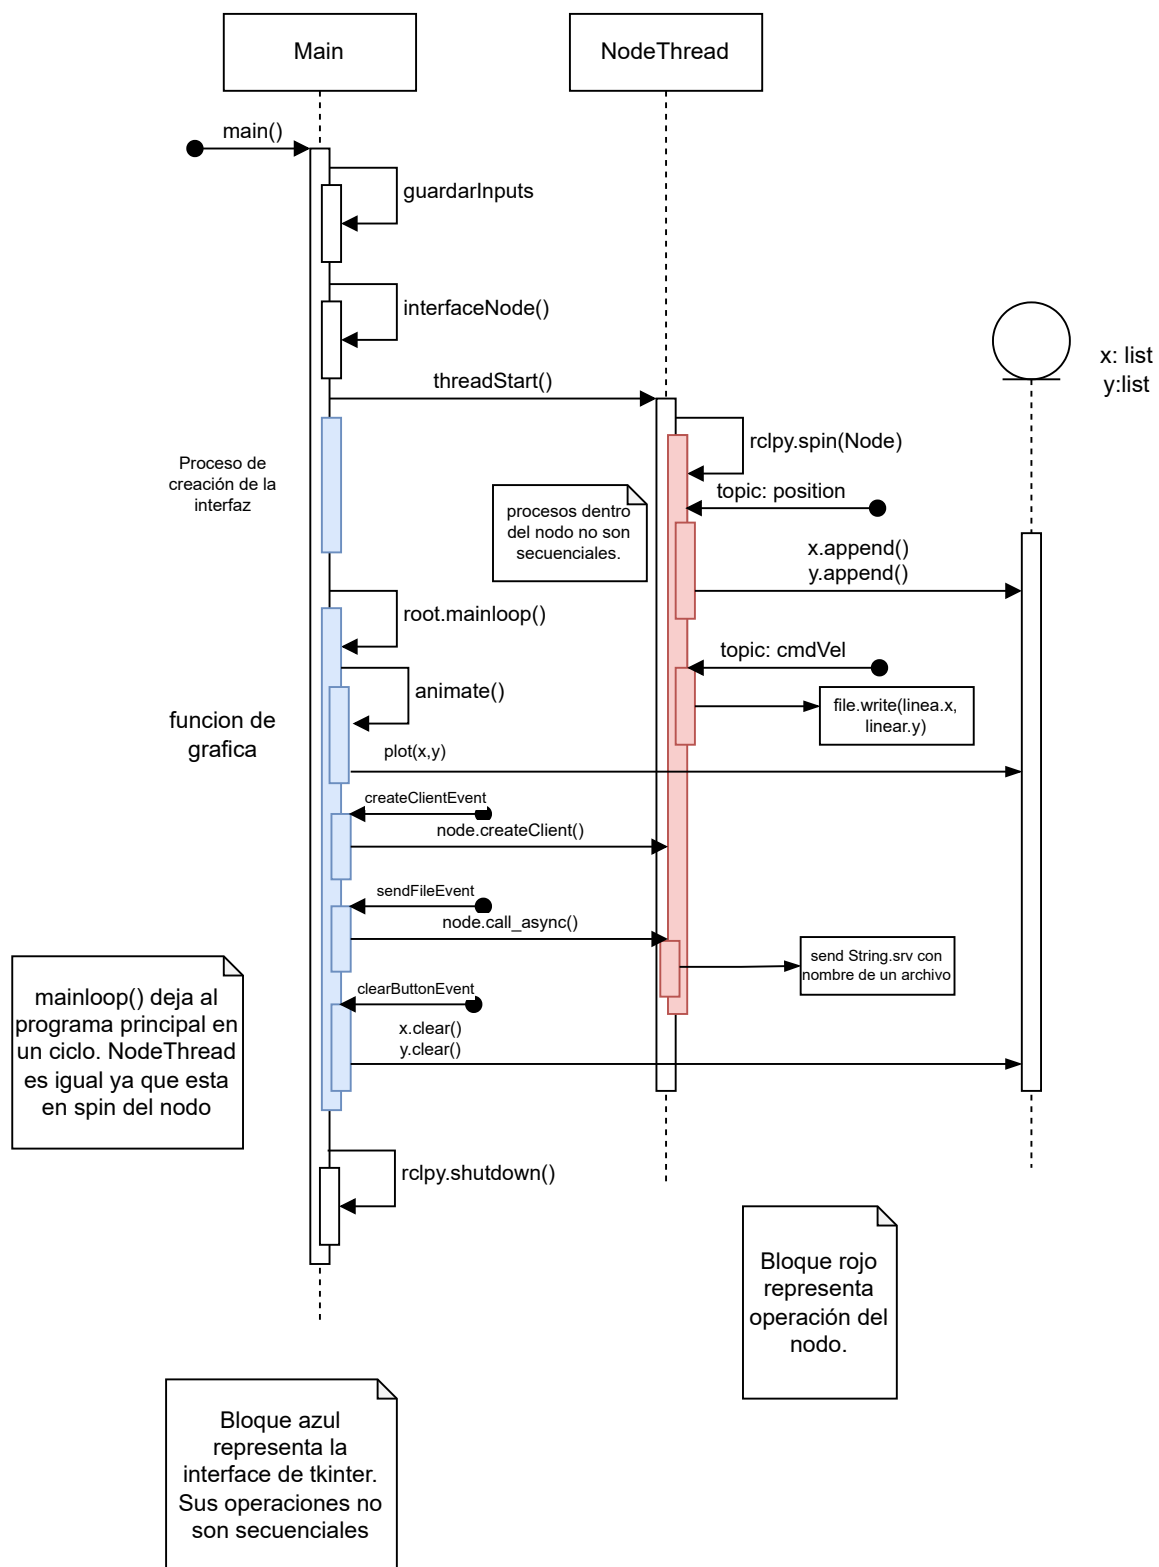 Main
NodeThread
main()
guardarInputs
interfaceNode()
x: list
y:list
threadStart()
rclpy.spin(Node)
Proceso de
creación de la
interfaz
topic: position
procesos dentro
del nodo no son
secuenciales.
x.append()
y.append()
root.mainloop()
topic: cmdVel
animate()
funcion de
grafica
file.write(linea.x,
linear.y)
plot(x,y)
createClientEvent
node.createClient()
sendFileEvent
node.call_async()
send String.srv con
nombre de un archivo
clearButtonEvent
x.clear()
y.clear()
mainloop() deja al
programa principal en
un ciclo. NodeThread
es igual ya que esta
en spin del nodo
rclpy.shutdown()
Bloque rojo
representa
operación del
nodo.
Bloque azul
representa la
interface de tkinter.
Sus operaciones no
son secuenciales